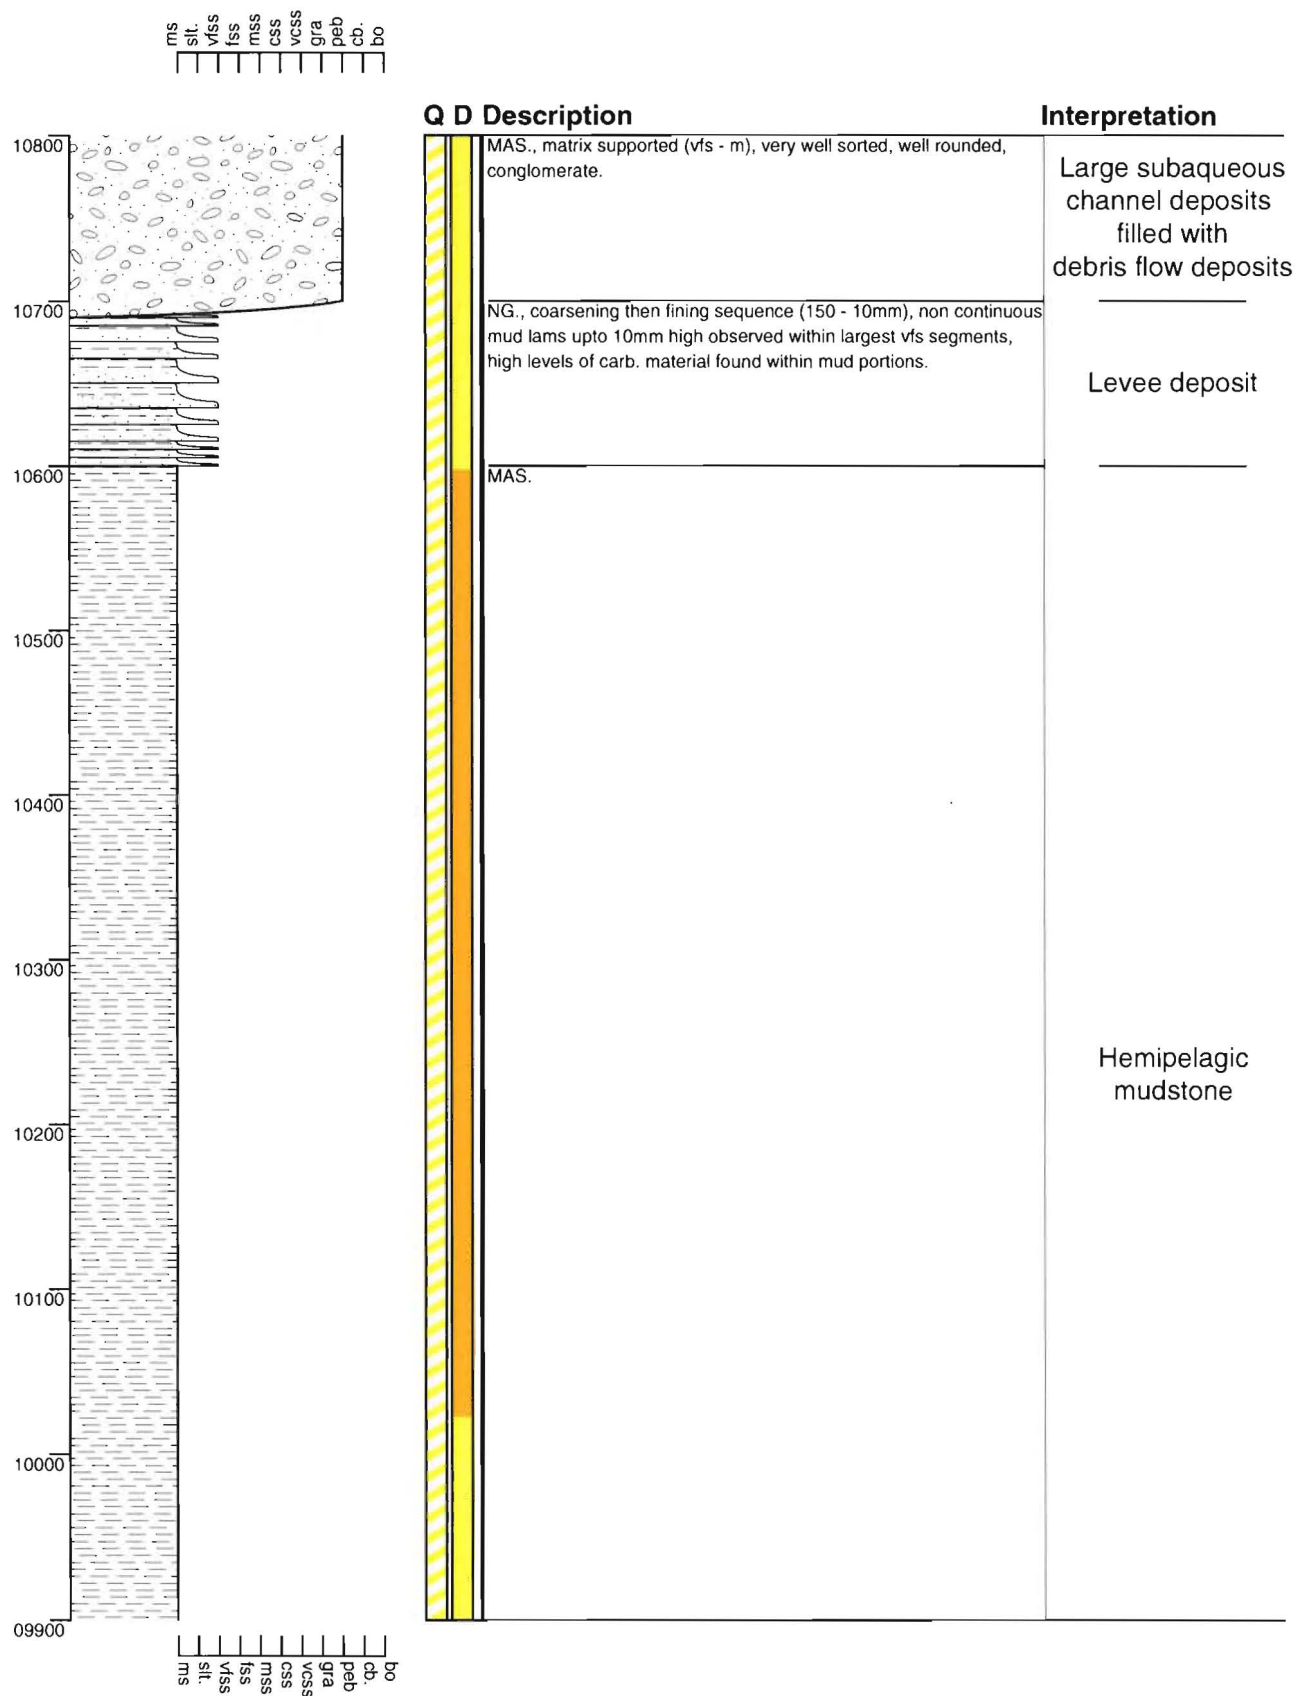 ms
slt.
vfss
fss
mss
css
vcss
gra
peb
cb.
bo
Q D Description Interpretation
10800
MAS., matrix supported (vfs - m), very well sorted, well rounded,
conglomerate.
Large subaqueous
channel deposits
filled with
debris flow deposits
10700
NG., coarsening then fining sequence (150 - 10mm), non continuous
mud lams upto 10mm high observed within largest vfs segments,
high levels of carb. material found within mud portions.
Levee deposit
10600
MAS.
10500
10400
10300
Hemipelagic
mudstone
10200
10100
10000
09900
ms
slt.
vfss
fss
mss
css
vcss
gra
peb
cb.
bo